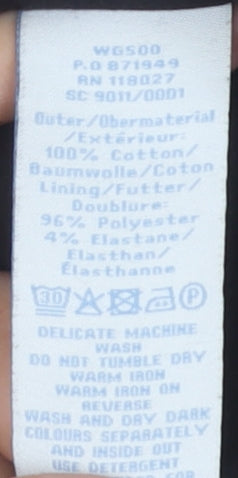 WG500
P.O 871949
RN 118027
SC 9011/0001
Outer/Obermaterial
/Extérieur:
100% Cotton/
Baumwolle/Coton
Lining/Futter/
Doublure:
96% Polyester
4% Elastane/
Elasthan/
Élasthanne
30 P
DELICATE MACHINE
WASH
DO NOT TUMBLE DRY
WARM IRON
WARM IRON ON
REVERSE
WASH AND DRY DARK
COLOURS SEPARATELY
AND INSIDE OUT
USE DETERGENT
FOR